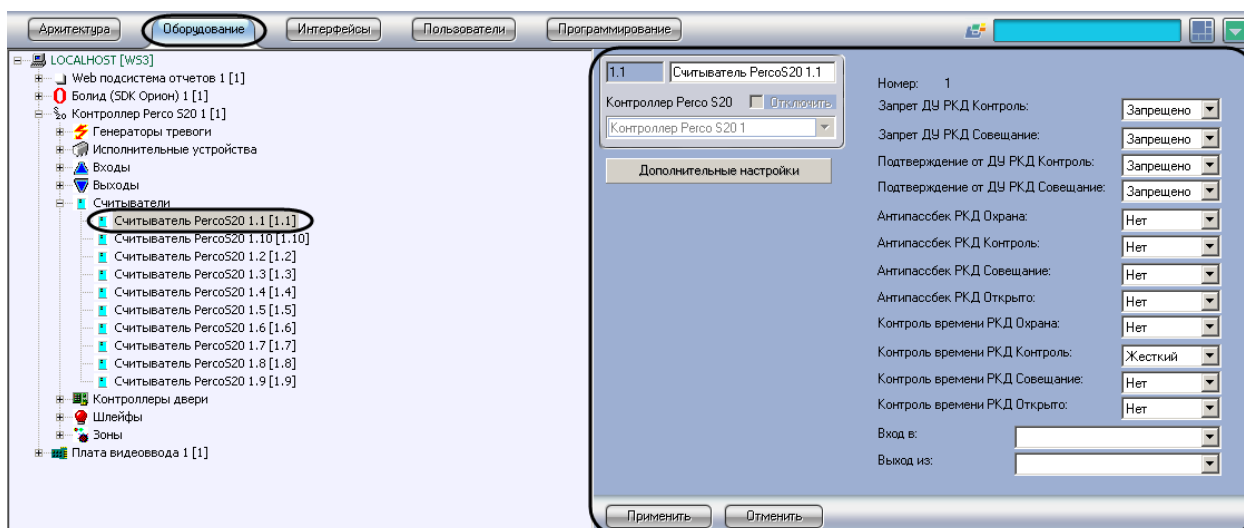 Архитектура Оборудование Интерфейсы Пользователи Программирование
LOCALHOST [WS3]
Web подсистема отчетов 1 [1]
Болид (SDK Орион) 1 [1]
Контроллер Perco S20 1 [1]
Генераторы тревоги
Исполнительные устройства
Входы
Выходы
Считыватели
Считыватель PercoS20 1.1 [1.1]
Считыватель PercoS20 1.10 [1.10]
Считыватель PercoS20 1.2 [1.2]
Считыватель PercoS20 1.3 [1.3]
Считыватель PercoS20 1.4 [1.4]
Считыватель PercoS20 1.5 [1.5]
Считыватель PercoS20 1.6 [1.6]
Считыватель PercoS20 1.7 [1.7]
Считыватель PercoS20 1.8 [1.8]
Считыватель PercoS20 1.9 [1.9]
Контроллеры двери
Шлейфы
Зоны
Плата видеоввода 1 [1]
1.1 Считыватель PercoS20 1.1
Контроллер Perco S20 Отключить
Контроллер Perco S20 1
Дополнительные настройки
Номер: 1
Запрет ДУ РКД Контроль: Запрещено
Запрет ДУ РКД Совещание: Запрещено
Подтверждение от ДУ РКД Контроль: Запрещено
Подтверждение от ДУ РКД Совещание: Запрещено
Антипассбек РКД Охрана: Нет
Антипассбек РКД Контроль: Нет
Антипассбек РКД Совещание: Нет
Антипассбек РКД Открыто: Нет
Контроль времени РКД Охрана: Нет
Контроль времени РКД Контроль: Жесткий
Контроль времени РКД Совещание: Нет
Контроль времени РКД Открыто: Нет
Вход в:
Выход из:
Применить Отменить